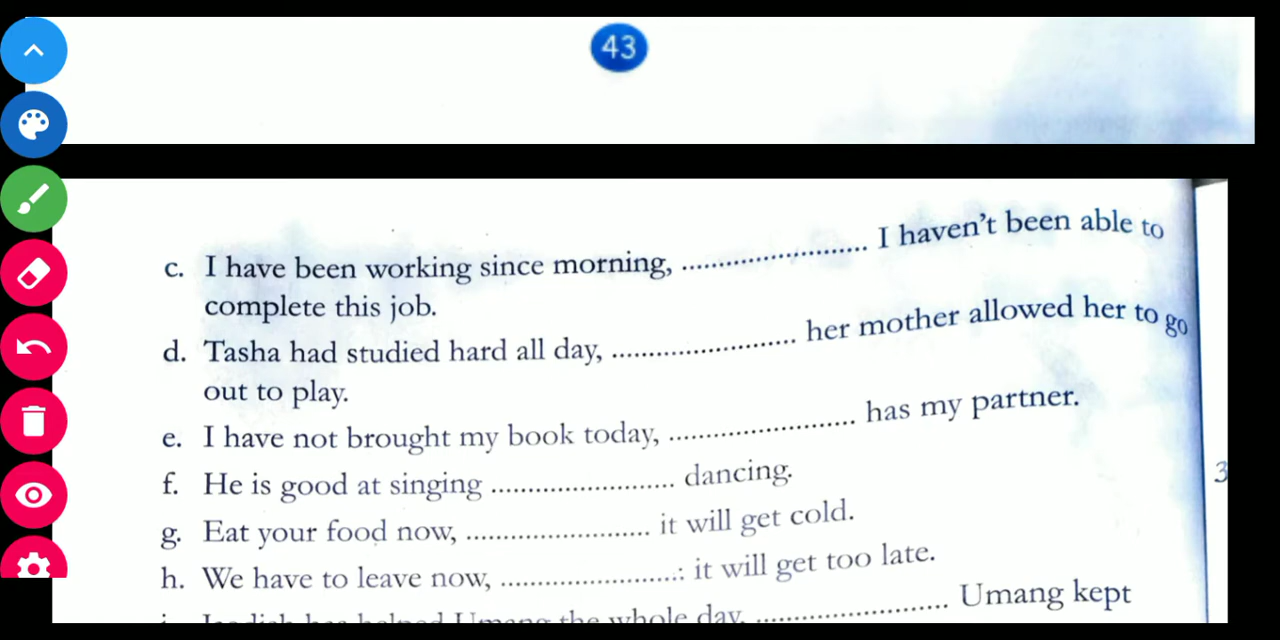 43
c. I have been working since morning, .......................... I haven't been able to
complete this job.
d. Tasha had studied hard all day, .......................... her mother allowed her to go
out to play.
e. I have not brought my book today, .......................... has my partner.
f. He is good at singing .......................... dancing.
g. Eat your food now, .......................... it will get cold.
h. We have to leave now, ..........................: it will get too late.
the whole day, .......................... Umang kept
3